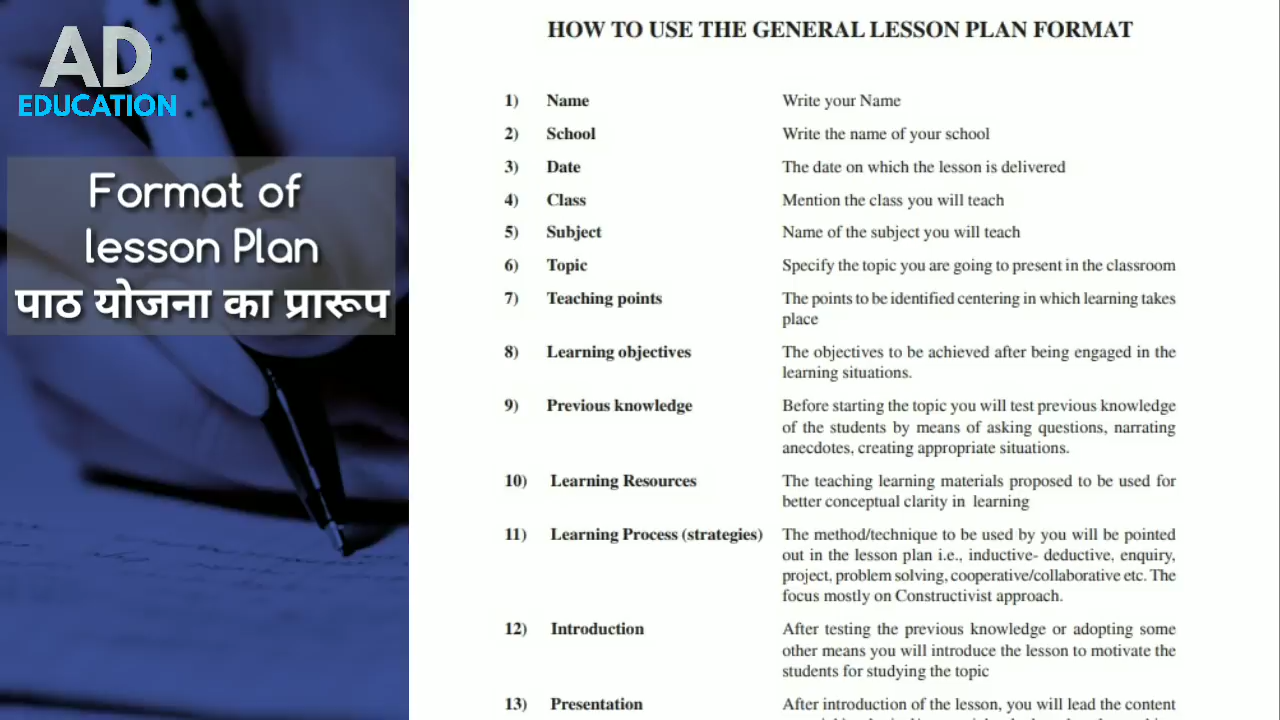 AD
EDUCATION
Format of
lesson Plan
पाठ योजना का प्रारूप
HOW TO USE THE GENERAL LESSON PLAN FORMAT
1) Name Write your Name
2) School Write the name of your school
3) Date The date on which the lesson is delivered
4) Class Mention the class you will teach
5) Subject Name of the subject you will teach
6) Topic Specify the topic you are going to present in the classroom
7) Teaching points The points to be identified centering in which learning takes
place
8) Learning objectives The objectives to be achieved after being engaged in the
learning situations.
9) Previous knowledge Before starting the topic you will test previous knowledge
of the students by means of asking questions, narrating
anecdotes, creating appropriate situations.
10) Learning Resources The teaching learning materials proposed to be used for
better conceptual clarity in learning
11) Learning Process (strategies) The method/technique to be used by you will be pointed
out in the lesson plan i.e., inductive- deductive, enquiry,
project, problem solving, cooperative/collaborative etc. The
focus mostly on Constructivist approach.
12) Introduction After testing the previous knowledge or adopting some
other means you will introduce the lesson to motivate the
students for studying the topic
13) Presentation After introduction of the lesson, you will lead the content